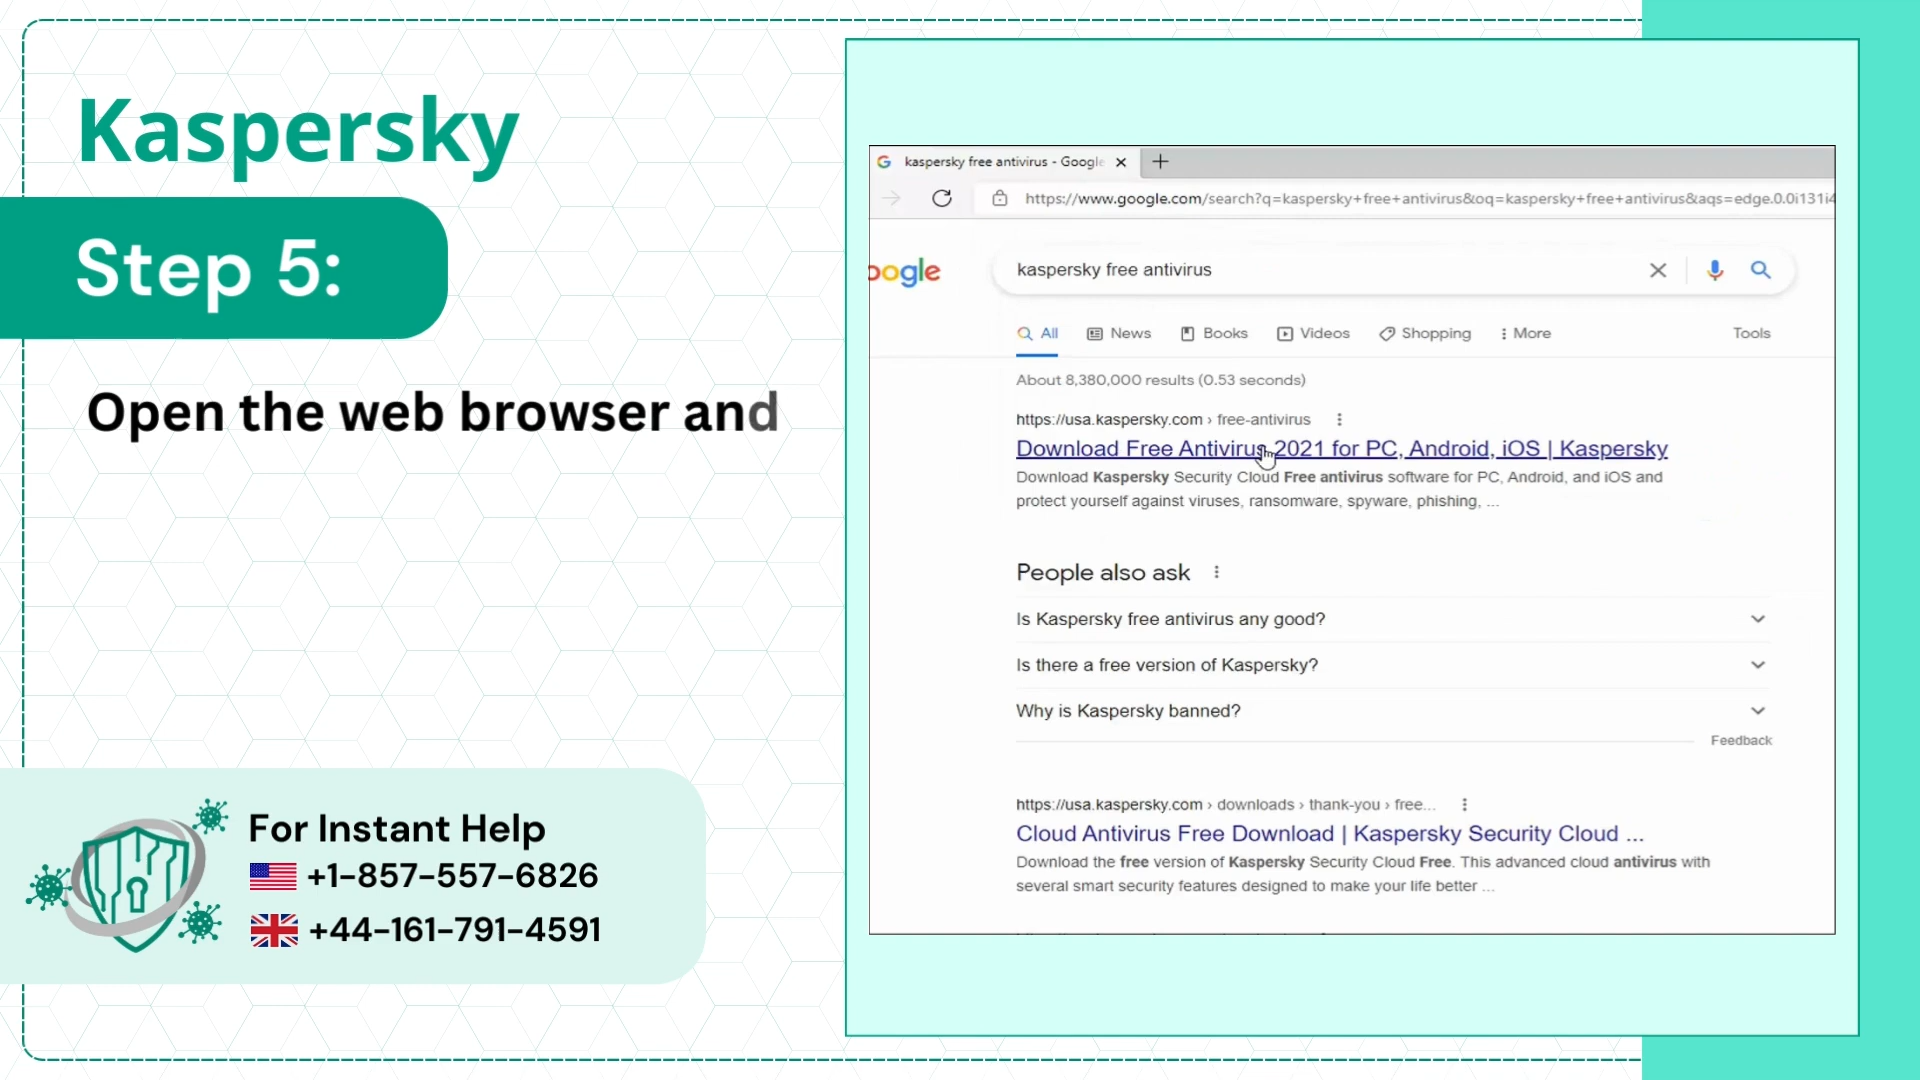 Kaspersky
Step 5:
Open the web browser and
For Instant Help
+1-857-557-6826
+44-161-791-4591
kaspersky free antivirus - Google
https://www.google.com/search?q=kaspersky+free+antivirus&oq=kaspersky+free+antivirus&aqs=edge.0.0i131i4
oogle
kaspersky free antivirus
All News Books Videos Shopping More Tools
About 8,380,000 results (0.53 seconds)
https://usa.kaspersky.com › free-antivirus
Download Free Antivirus 2021 for PC, Android, iOS | Kaspersky
Download Kaspersky Security Cloud Free antivirus software for PC, Android, and iOS and
protect yourself against viruses, ransomware, spyware, phishing, ...
People also ask
Is Kaspersky free antivirus any good?
Is there a free version of Kaspersky?
Why is Kaspersky banned?
Feedback
https://usa.kaspersky.com › downloads › thank-you › free...
Cloud Antivirus Free Download | Kaspersky Security Cloud ...
Download the free version of Kaspersky Security Cloud Free. This advanced cloud antivirus with
several smart security features designed to make your life better ...